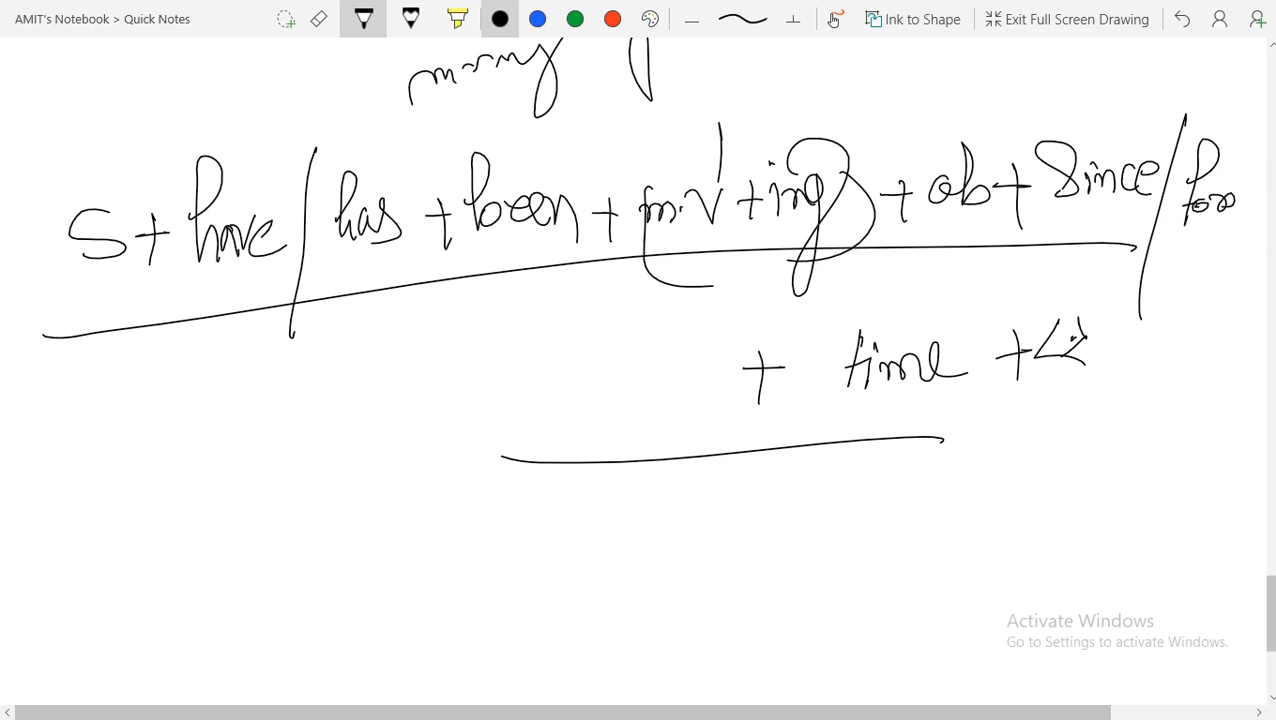 AMIT's Notebook > Quick Notes
Ink to Shape
Exit Full Screen Drawing
S + have / has + been + m.v + ing + ob + Since / for
+ time +
Activate Windows
Go to Settings to activate Windows.